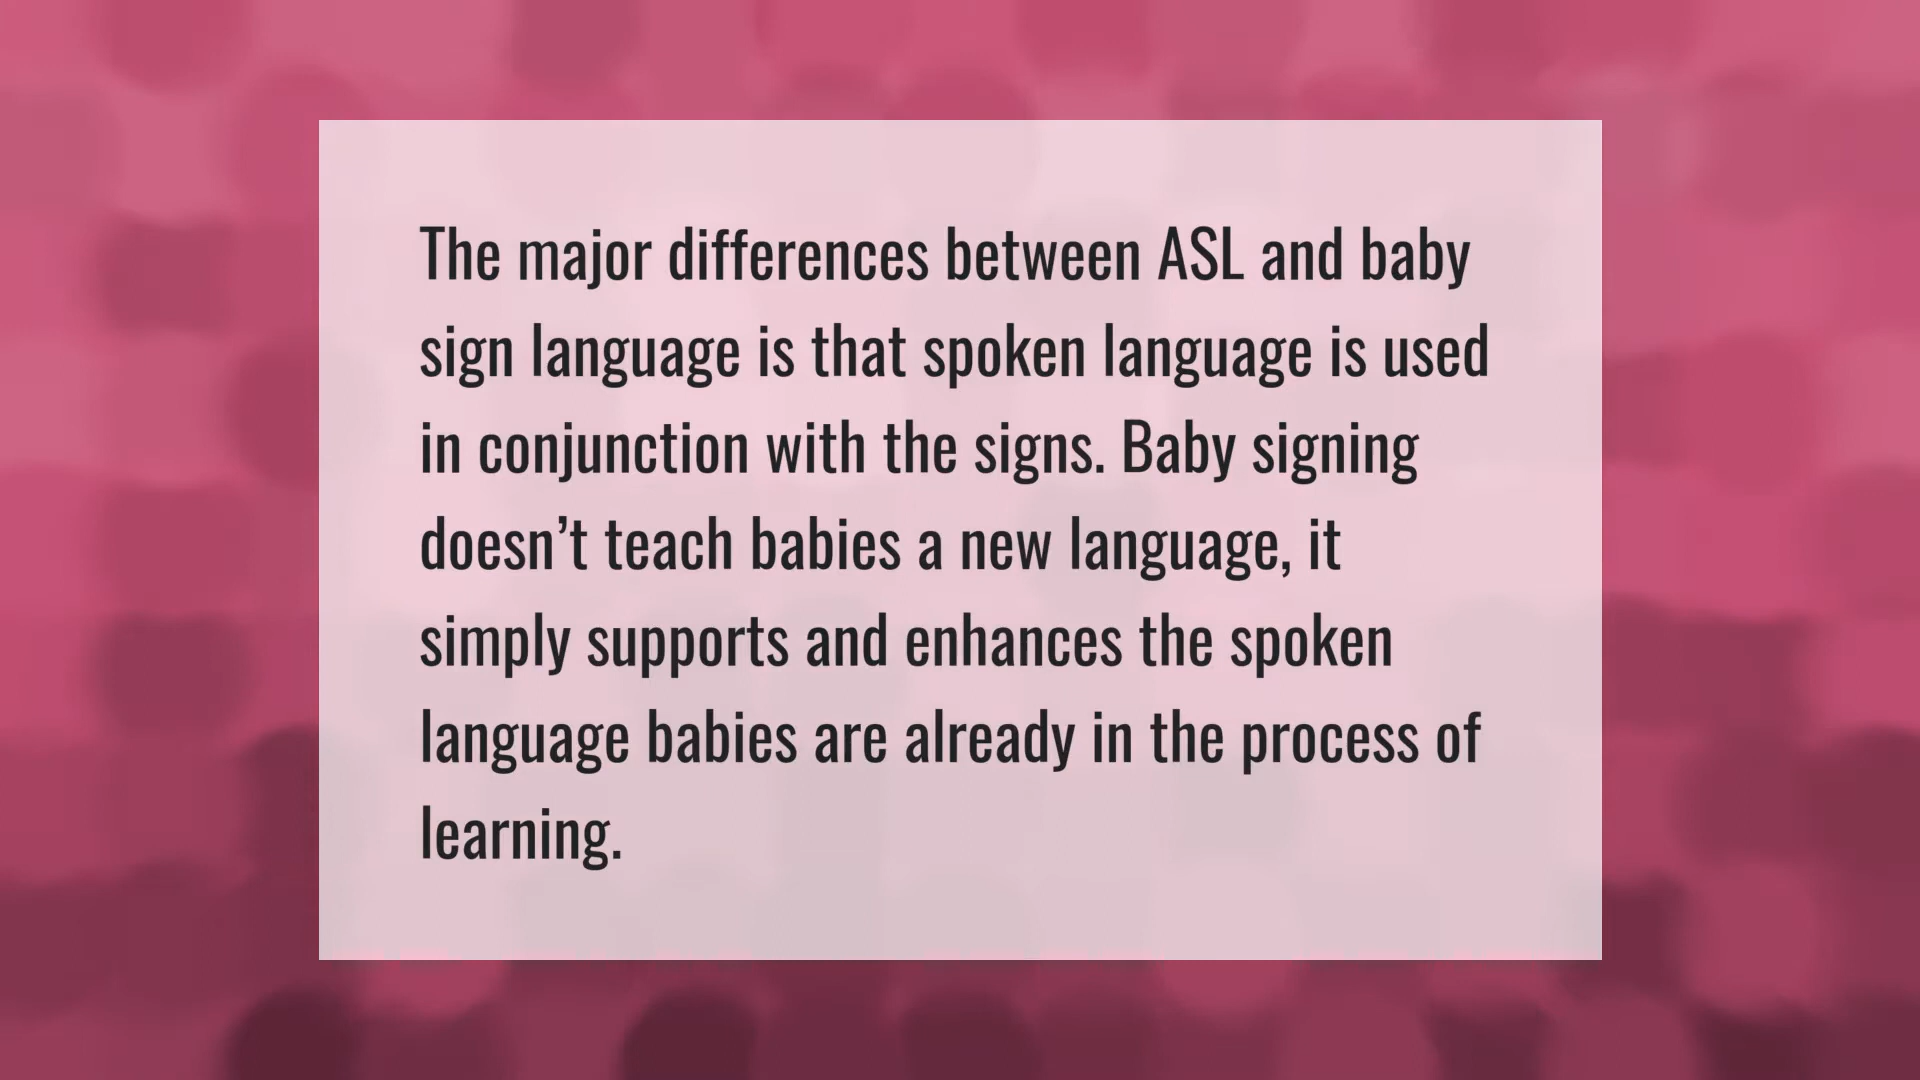 The major differences between ASL and baby
sign language is that spoken language is used
in conjunction with the signs. Baby signing
doesn’t teach babies a new language, it
simply supports and enhances the spoken
language babies are already in the process of
learning.